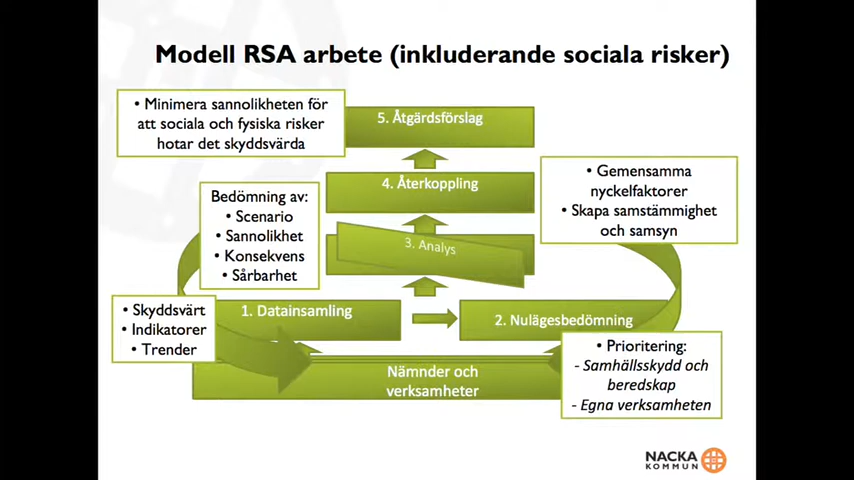 Modell RSA arbete (inkluderande sociala risker)
• Minimera sannolikheten för
att sociala och fysiska risker
hotar det skyddsvärda
5. Åtgärdsförslag
4. Återkoppling
• Gemensamma
nyckelfaktorer
• Skapa samstämmighet
och samsyn
Bedömning av:
• Scenario
• Sannolikhet
• Konsekvens
• Sårbarhet
3. Analys
• Skyddsvärt
• Indikatorer
• Trender
1. Datainsamling
2. Nulägesbedömning
• Prioritering:
- Samhällsskydd och
beredskap
- Egna verksamheten
Nämnder och
verksamheter
NACKA
KOMMUN